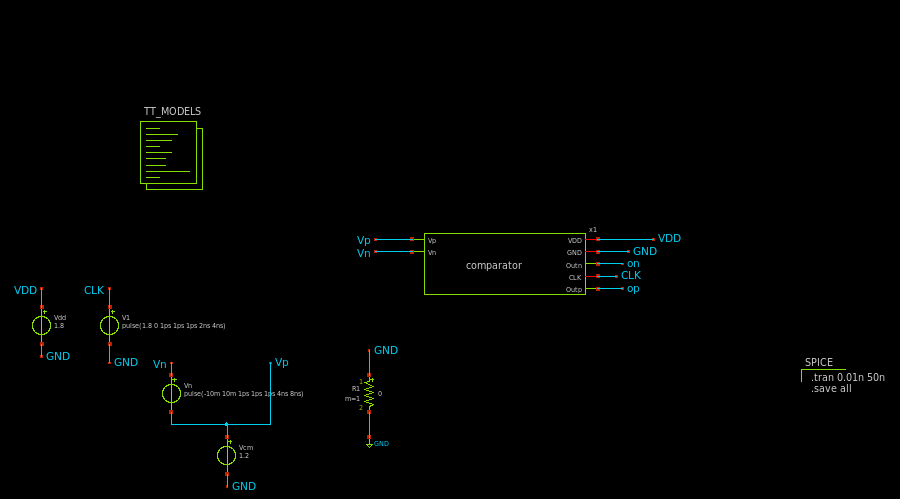 TT_MODELS
x1
Vp
Vn
Vp
Vn
comparator
VDD
GND
Outn
CLK
Outp
VDD
GND
on
CLK
op
VDD
Vdd
1.8
GND
CLK
V1
pulse(1.8 0 1ps 1ps 1ps 2ns 4ns)
GND
Vn
Vp
Vn
pulse(-10m 10m 1ps 1ps 1ps 4ns 8ns)
Vcm
1.2
GND
GND
1
R1
m=1
2
0
GND
SPICE
.tran 0.01n 50n
.save all